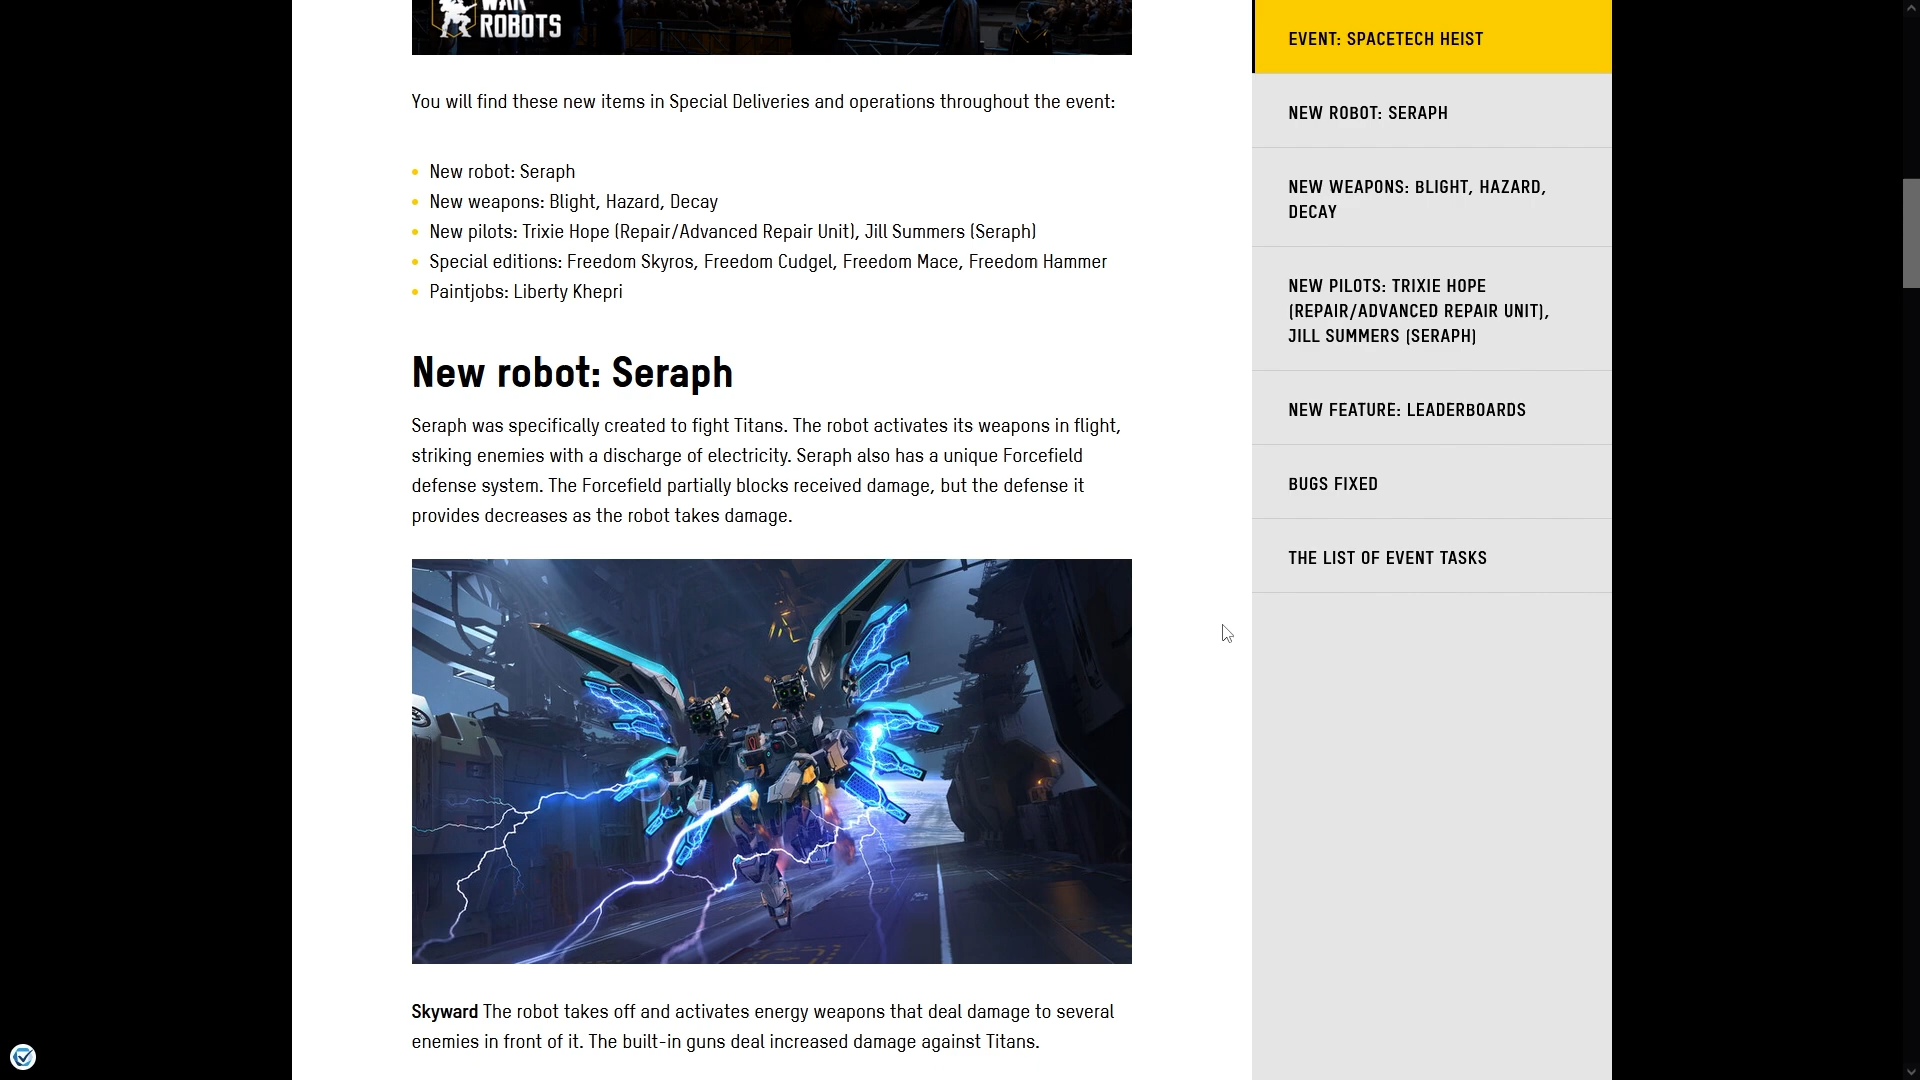 WAR
ROBOTS
You will find these new items in Special Deliveries and operations throughout the event:
New robot: Seraph
New weapons: Blight, Hazard, Decay
New pilots: Trixie Hope (Repair/Advanced Repair Unit), Jill Summers (Seraph)
Special editions: Freedom Skyros, Freedom Cudgel, Freedom Mace, Freedom Hammer
Paintjobs: Liberty Khepri
New robot: Seraph
Seraph was specifically created to fight Titans. The robot activates its weapons in flight,
striking enemies with a discharge of electricity. Seraph also has a unique Forcefield
defense system. The Forcefield partially blocks received damage, but the defense it
provides decreases as the robot takes damage.
Skyward The robot takes off and activates energy weapons that deal damage to several
enemies in front of it. The built-in guns deal increased damage against Titans.
EVENT: SPACETECH HEIST
NEW ROBOT: SERAPH
NEW WEAPONS: BLIGHT, HAZARD,
DECAY
NEW PILOTS: TRIXIE HOPE
(REPAIR/ADVANCED REPAIR UNIT),
JILL SUMMERS (SERAPH)
NEW FEATURE: LEADERBOARDS
BUGS FIXED
THE LIST OF EVENT TASKS